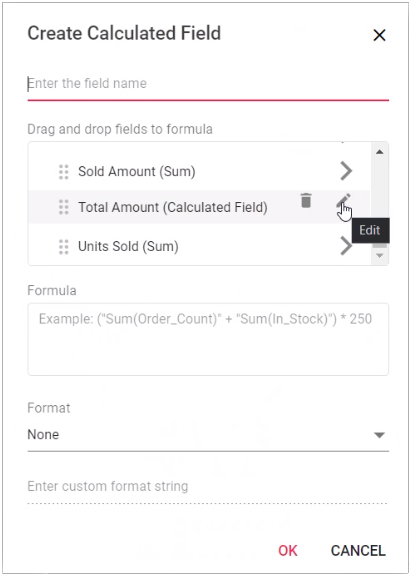 Create Calculated Field
Enter the field name
Drag and drop fields to formula
Sold Amount (Sum)
Total Amount (Calculated Field)
Edit
Units Sold (Sum)
Formula
Example: ("Sum(Order_Count)" + "Sum(In_Stock)") * 250
Format
None
Enter custom format string
OK CANCEL